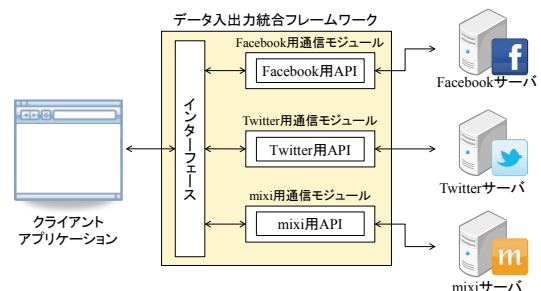 データ入出力統合フレームワーク
Facebook用通信モジュール
Facebook用API
Facebookサーバ
インターフェース
Twitter用通信モジュール
Twitter用API
Twitterサーバ
クライアント
アプリケーション
mixi用通信モジュール
mixi用API
mixiサーバ
f
m